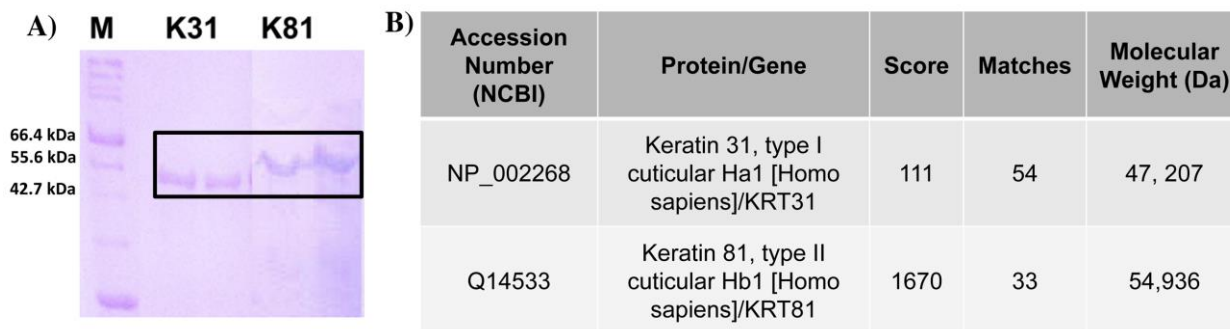 A)
M K31 K81
66.4 kDa
55.6 kDa
42.7 kDa
B)
Accession
Number
(NCBI)
Protein/Gene
Score
Matches
Molecular
Weight (Da)
NP_002268
Keratin 31, type I
cuticular Ha1 [Homo
sapiens]/KRT31
111
54
47, 207
Q14533
Keratin 81, type II
cuticular Hb1 [Homo
sapiens]/KRT81
1670
33
54,936